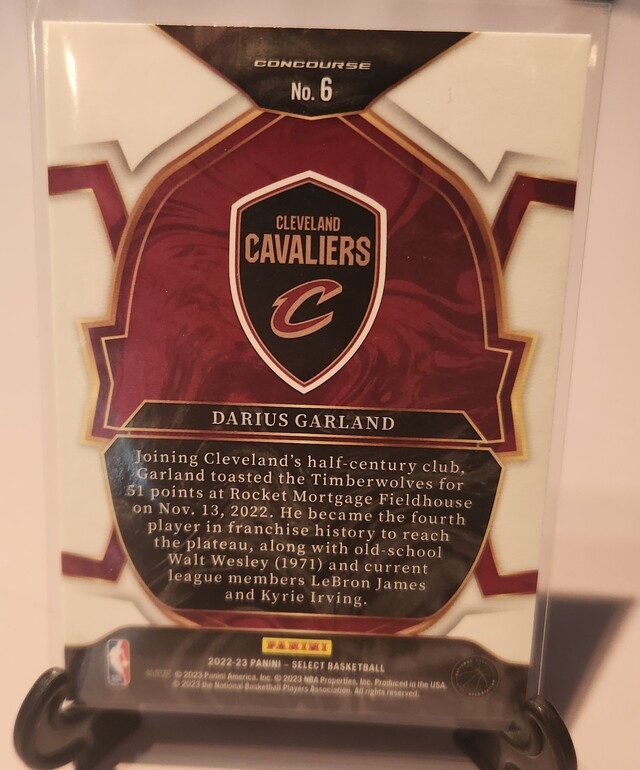 CONCOURSE
No. 6
CLEVELAND
CAVALIERS
C
DARIUS GARLAND
Joining Cleveland's half-century club,
Garland toasted the Timberwolves for
51 points at Rocket Mortgage Fieldhouse
on Nov. 13, 2022. He became the fourth
player in franchise history to reach
the plateau, along with old-school
Walt Wesley (1971) and current
league members LeBron James
and Kyrie Irving.
PANINI
2022-23 PANINI – SELECT BASKETBALL
© 2023 Panini America, Inc. © 2023 NBA Properties, Inc. Produced in the USA.
© 2023 the National Basketball Players Association. All rights reserved.